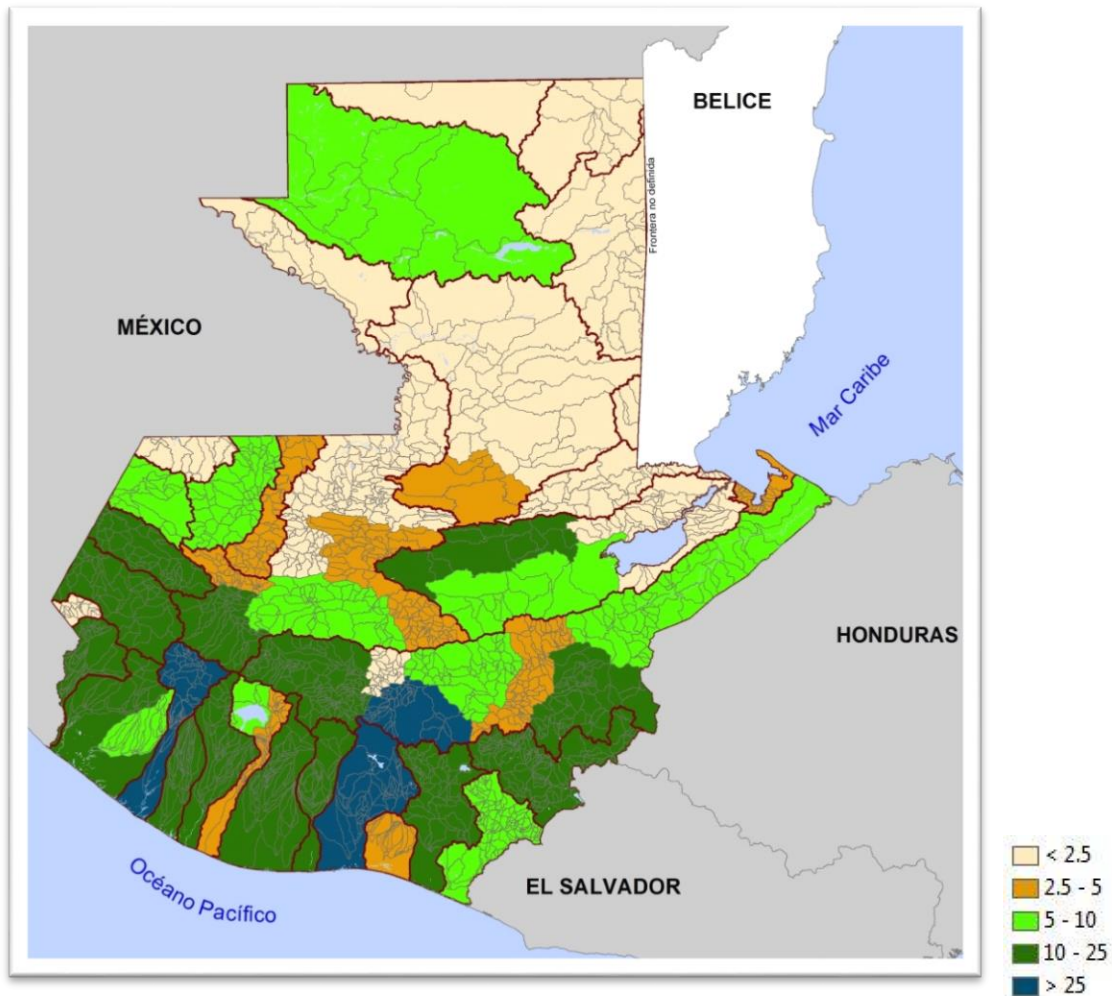 BELICE
Frontera no definida
MÉXICO
Mar Caribe
HONDURAS
EL SALVADOR
Océano Pacífico
< 2.5
2.5 - 5
5 - 10
10 - 25
> 25